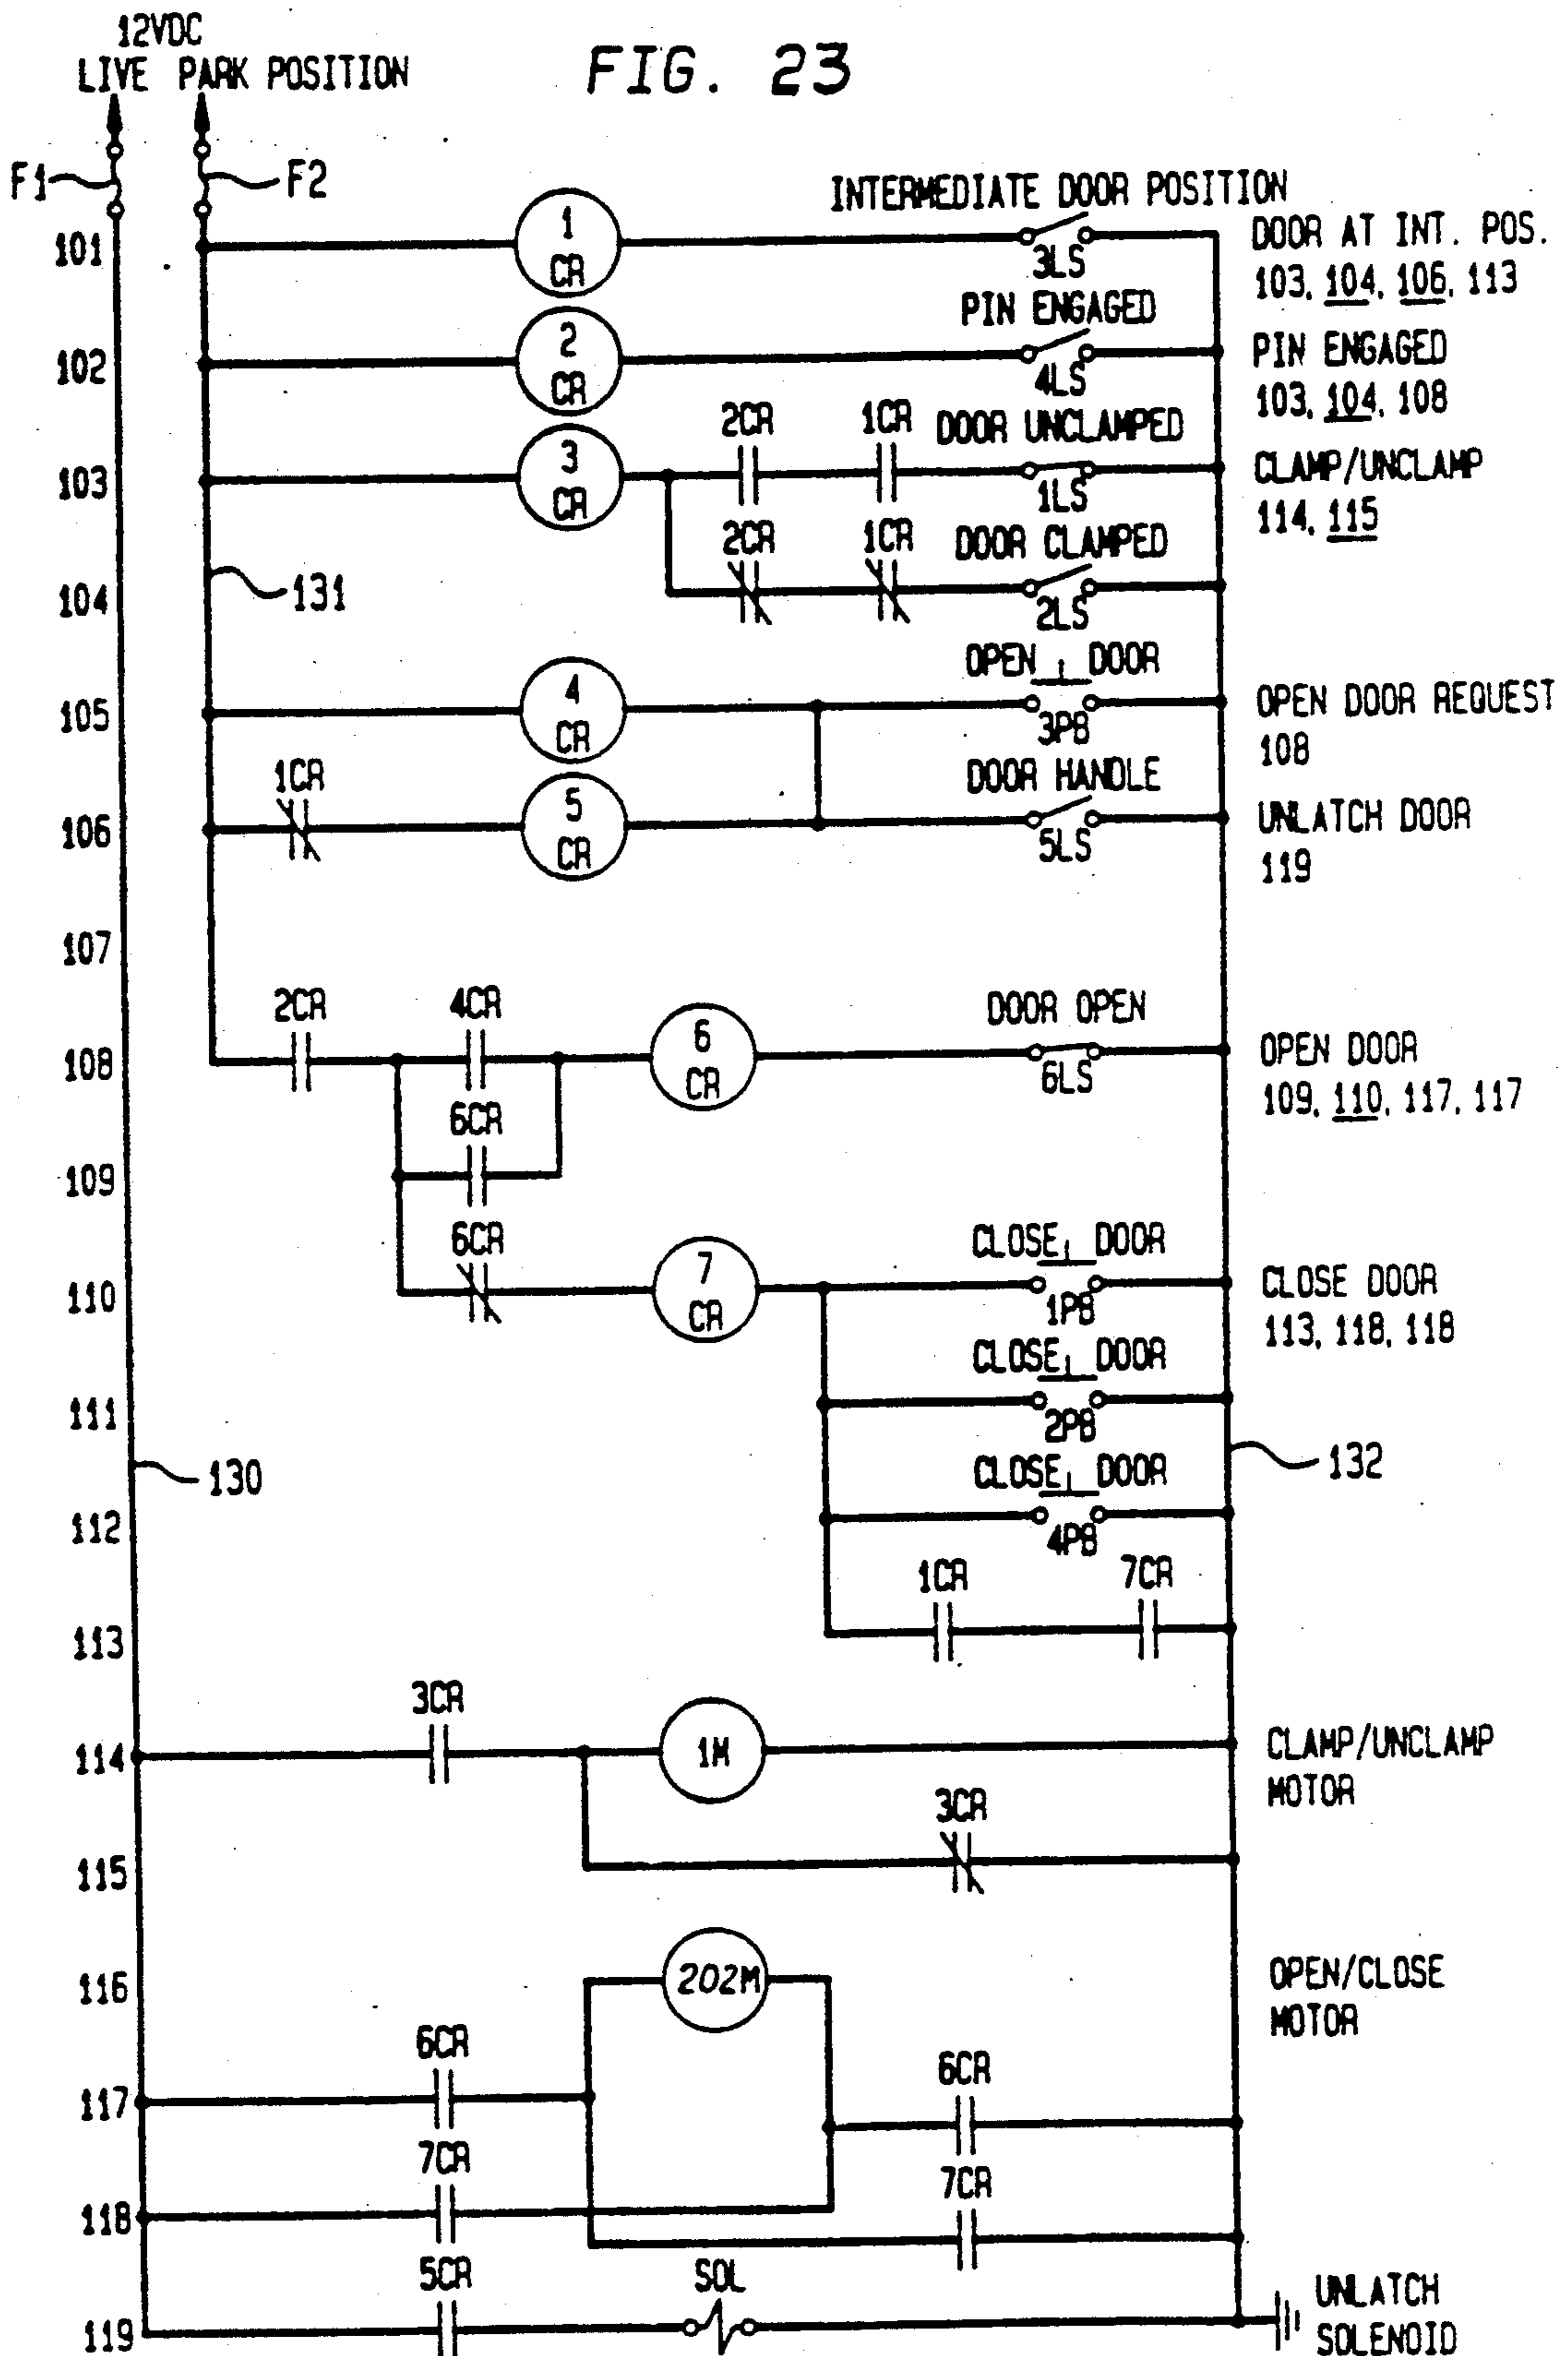 12VDC
LIVE PARK POSITION
FIG. 23
F1
F2
INTERMEDIATE DOOR POSITION
101
1
CR
3LS
DOOR AT INT. POS.
103, 104, 106, 113
PIN ENGAGED
102
2
CR
4LS
PIN ENGAGED
103, 104, 108
2CR
1CR
DOOR UNCLAMPED
103
3
CR
1LS
CLAMP/UNCLAMP
114, 115
2CR
1CR
DOOR CLAMPED
104
131
2LS
OPEN DOOR
105
4
CR
3PB
OPEN DOOR REQUEST
108
1CR
DOOR HANDLE
106
5
CR
5LS
UNLATCH DOOR
119
107
2CR
4CR
DOOR OPEN
108
6
CR
6LS
OPEN DOOR
109, 110, 117, 117
6CR
109
6CR
CLOSE DOOR
110
7
CR
1PB
CLOSE DOOR
113, 118, 118
CLOSE DOOR
111
2PB
130
132
CLOSE DOOR
112
4PB
1CR
7CR
113
3CR
114
1M
CLAMP/UNCLAMP
MOTOR
3CR
115
116
202M
OPEN/CLOSE
MOTOR
6CR
6CR
117
7CR
7CR
118
5CR
SOL
119
UNLATCH
SOLENOID